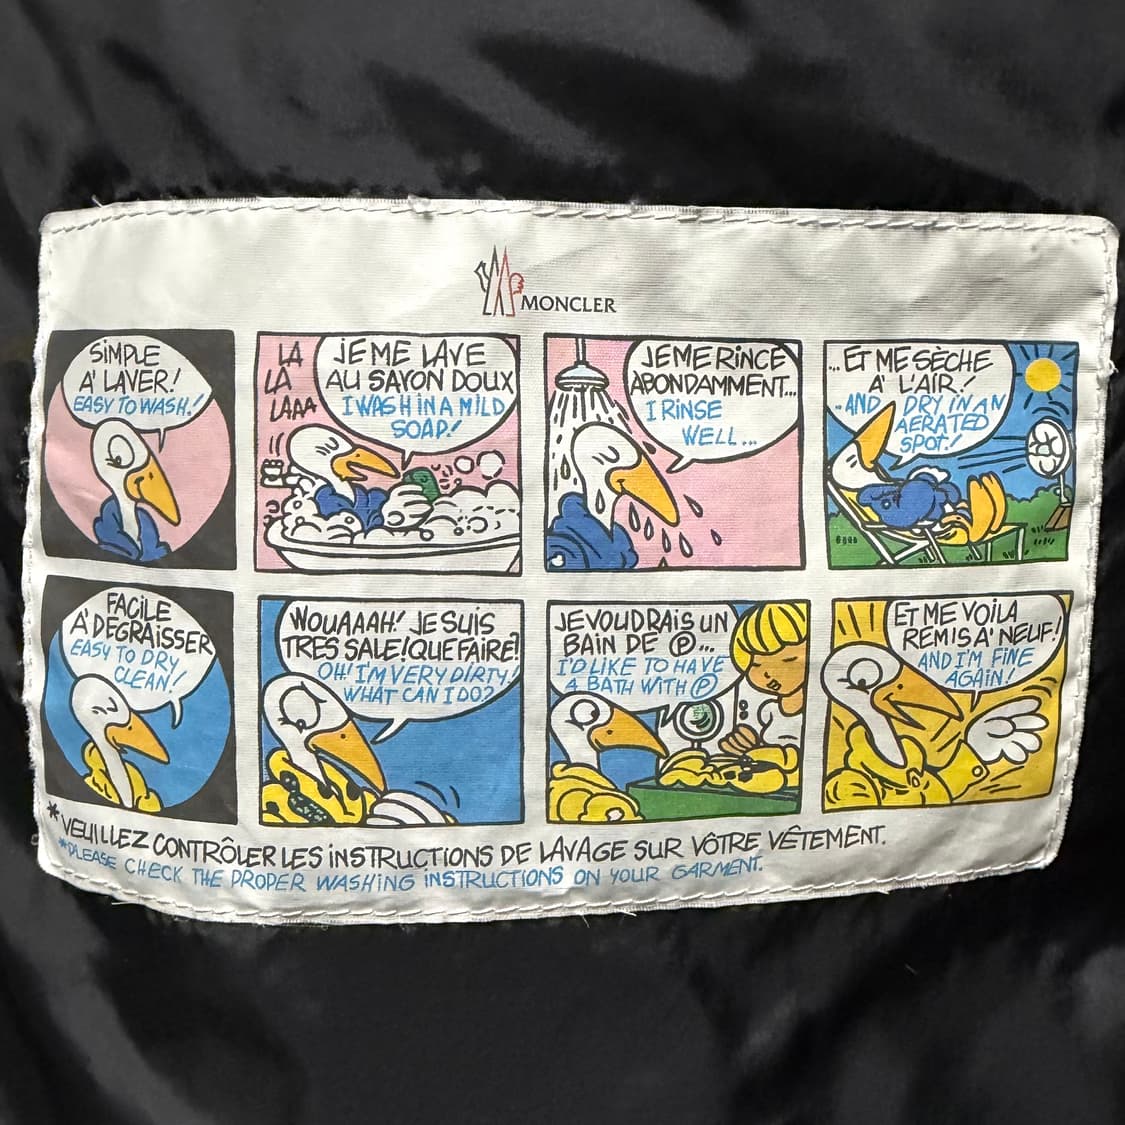 MONCLER
SIMPLE
A' LAVER!
EASY TO WASH!
LA
LA
LAAA
JE ME LAVE
AU SAVON DOUX
I WASH IN A MILD
SOAP!
JE ME RINCE
ABONDAMMENT...
I RINSE
WELL...
...ET ME SÈCHE
A' L'AIR!
..AND DRY IN AN
AERATED
SPOT!
FACILE
A' DÉGRAISSER
EASY TO DRY
CLEAN!
WOUAAAH! JE SUIS
TRES SALE! QUE FAIRE?
OH! I'M VERY DIRTY!
WHAT CAN I DO?
JE VOUDRAIS UN
BAIN DE Ⓟ...
I'D LIKE TO HAVE
A BATH WITH Ⓟ
ET ME VOILA
REMIS A' NEUF!
AND I'M FINE
AGAIN!
*VEUILLEZ CONTRÔLER LES INSTRUCTIONS DE LAVAGE SUR VÔTRE VÊTEMENT.
*PLEASE CHECK THE PROPER WASHING INSTRUCTIONS ON YOUR GARMENT.